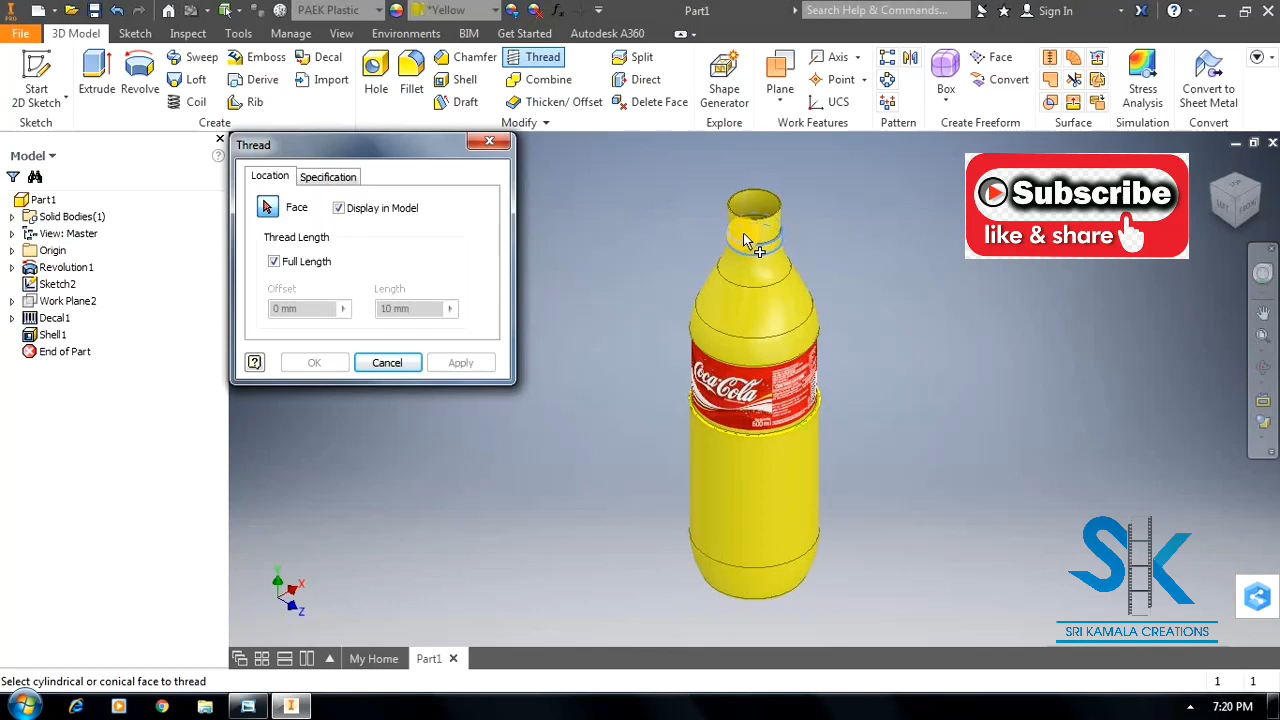 PRO
PAEK Plastic
*Yellow
fx
Part1
Search Help & Commands...
Sign In
File
3D Model
Sketch
Inspect
Tools
Manage
View
Environments
BIM
Get Started
Autodesk A360
Start
2D Sketch
Extrude
Revolve
Sweep
Loft
Coil
Emboss
Derive
Rib
Decal
Import
Hole
Fillet
Chamfer
Shell
Draft
Thread
Combine
Thicken/ Offset
Split
Direct
Delete Face
Shape
Generator
Plane
Axis
Point
UCS
Box
Face
Convert
Stress
Analysis
Convert to
Sheet Metal
Sketch
Create
Modify
Explore
Work Features
Pattern
Create Freeform
Surface
Simulation
Convert
Model
Part1
Solid Bodies(1)
View: Master
Origin
Revolution1
Sketch2
Work Plane2
Decal1
Shell1
End of Part
Thread
Location
Specification
Face
Display in Model
Thread Length
Full Length
Offset
Length
0 mm
10 mm
OK
Cancel
Apply
Subscribe
like & share
LEFT
FRONT
Coca-Cola
600ml
Y
X
Z
SK
SRI KAMALA CREATIONS
My Home
Part1
Select cylindrical or conical face to thread
1
1
7:20 PM